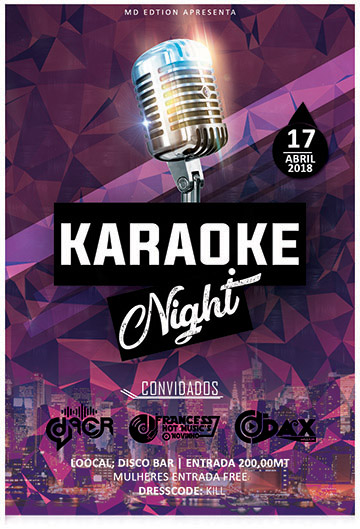 MD EDTION APRESENTA
17
ABRIL
2018
KARAOKE
Night
CONVIDADOS
FRANCESS
HOT MUSIC'S
LOOCAL; DISCO BAR | ENTRADA 200,00MT
MULHERES ENTRADA FREE
DRESSCODE: KILL